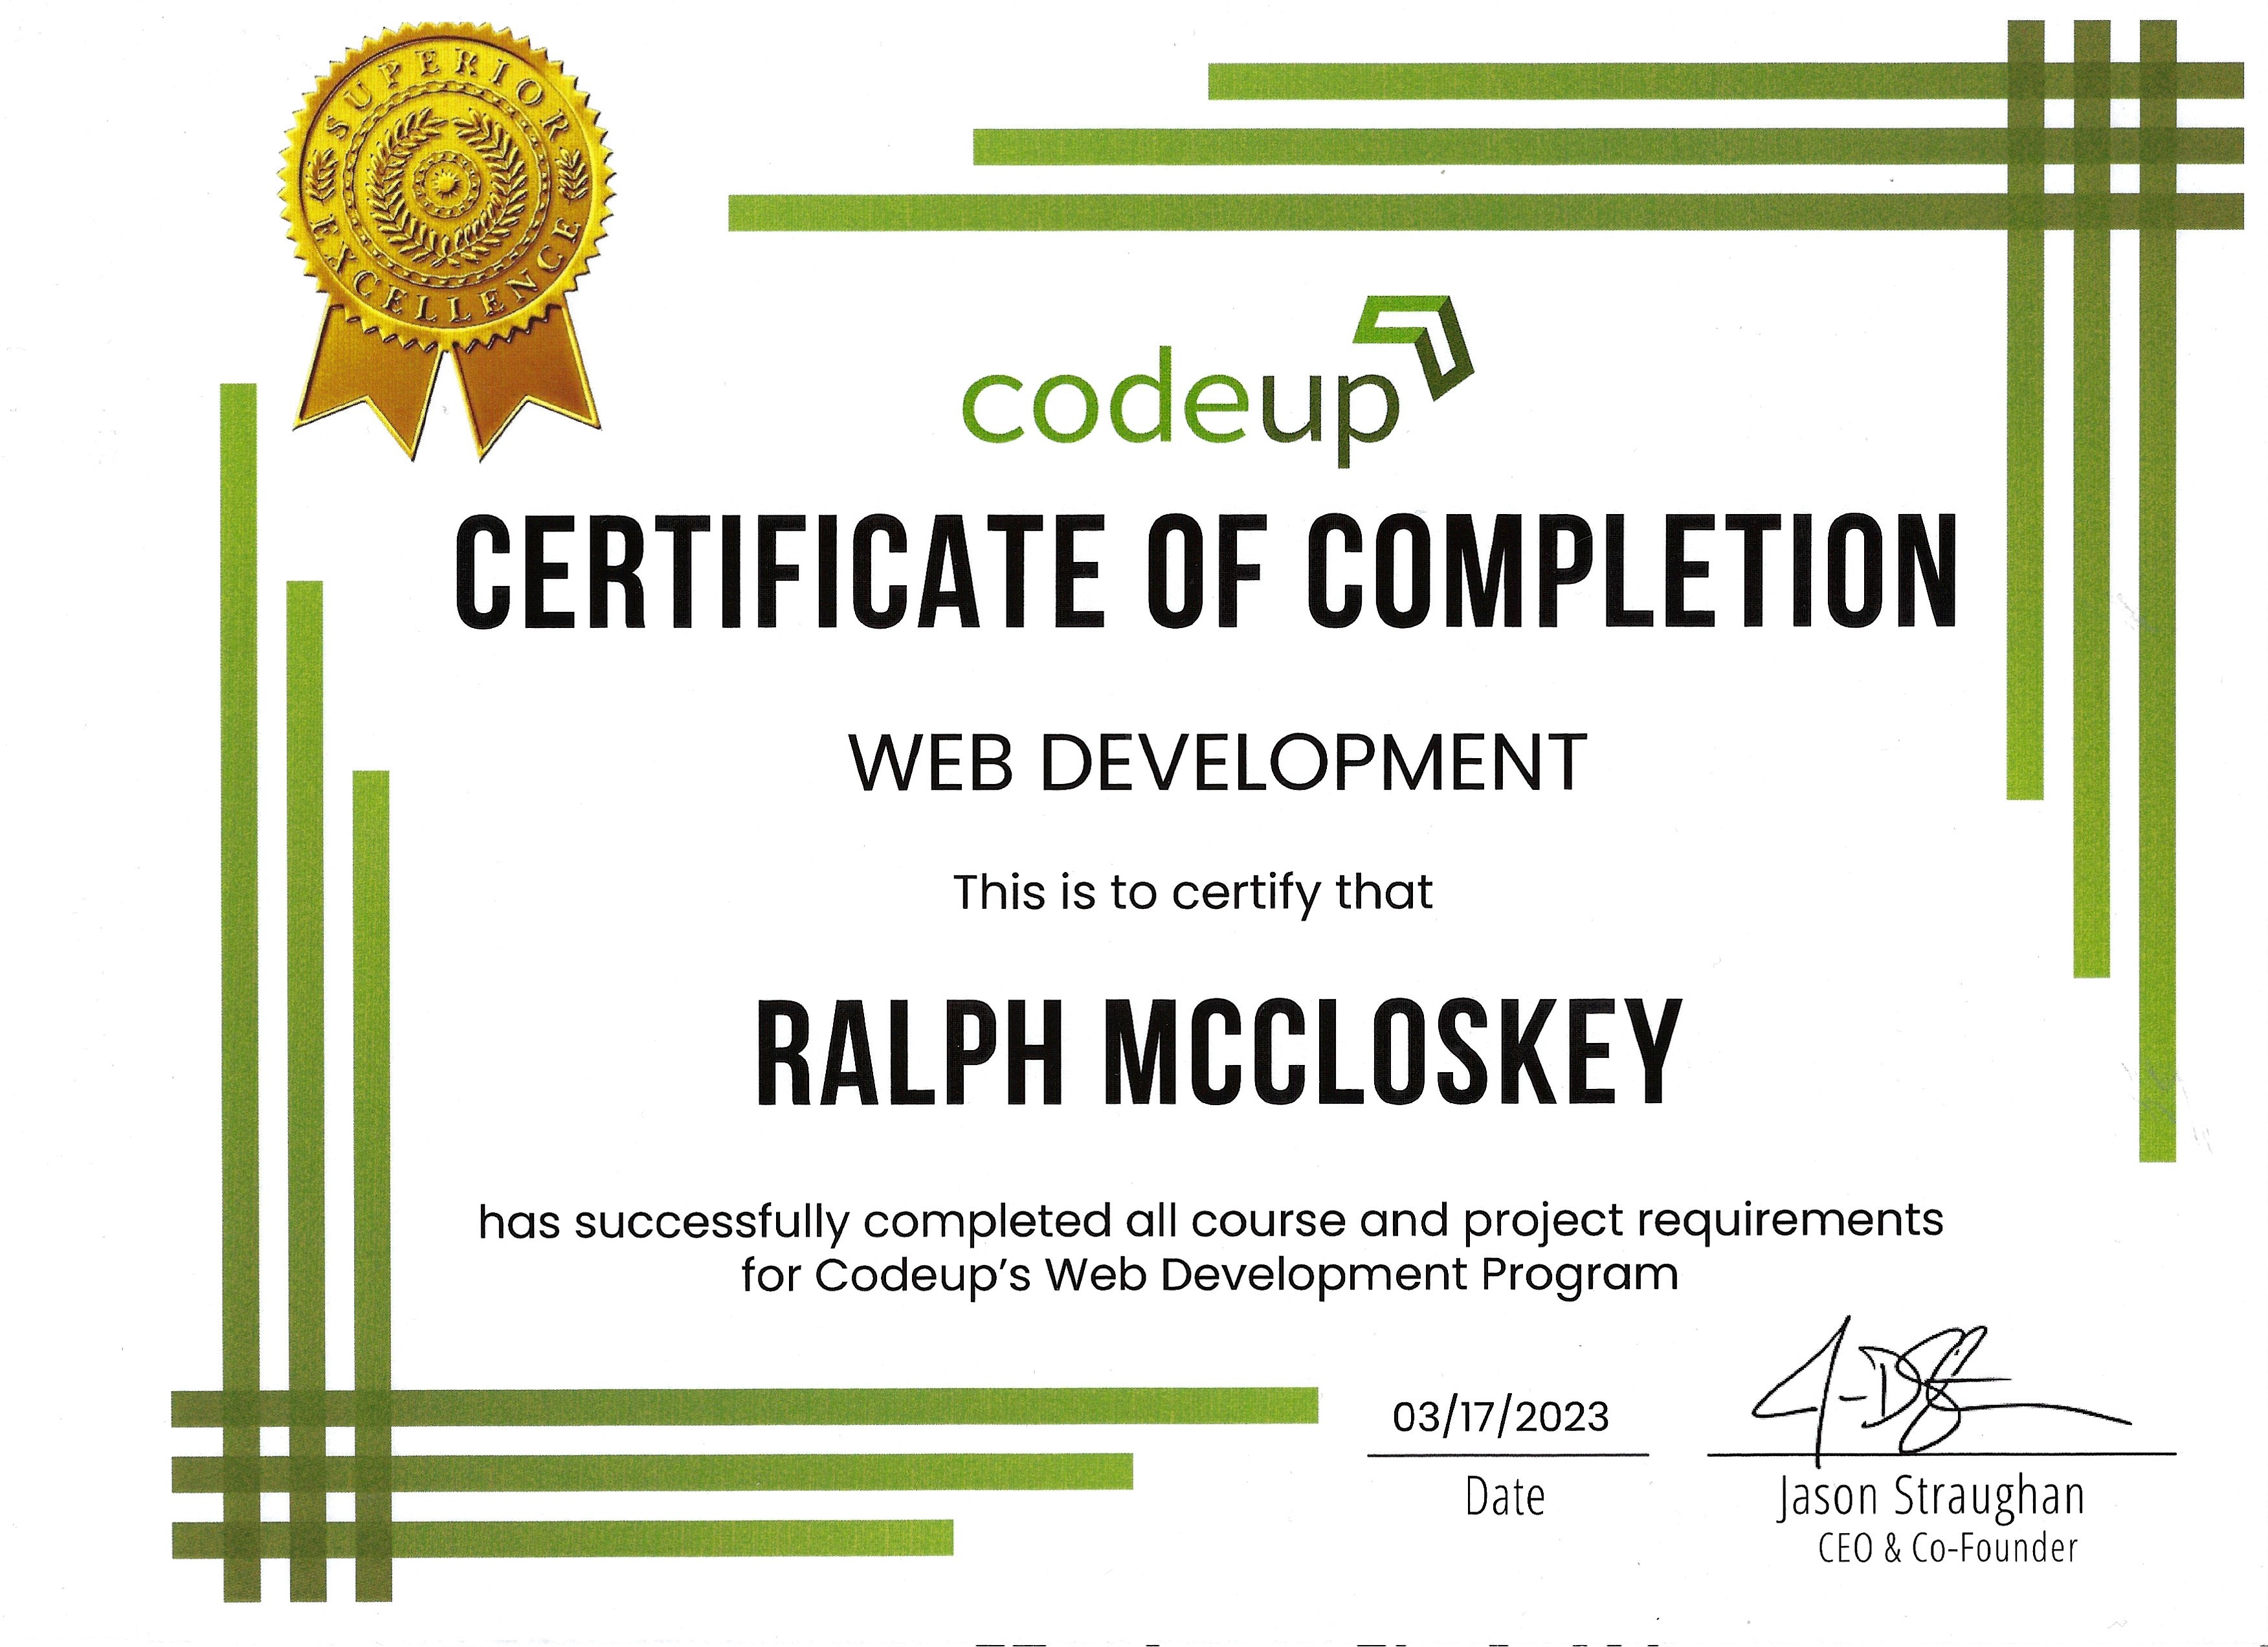 SUPERIOR
EXCELLENCE
codeup
CERTIFICATE OF COMPLETION
WEB DEVELOPMENT
This is to certify that
RALPH MCCLOSKEY
has successfully completed all course and project requirements
for Codeup’s Web Development Program
03/17/2023
Date
Jason Straughan
CEO & Co-Founder